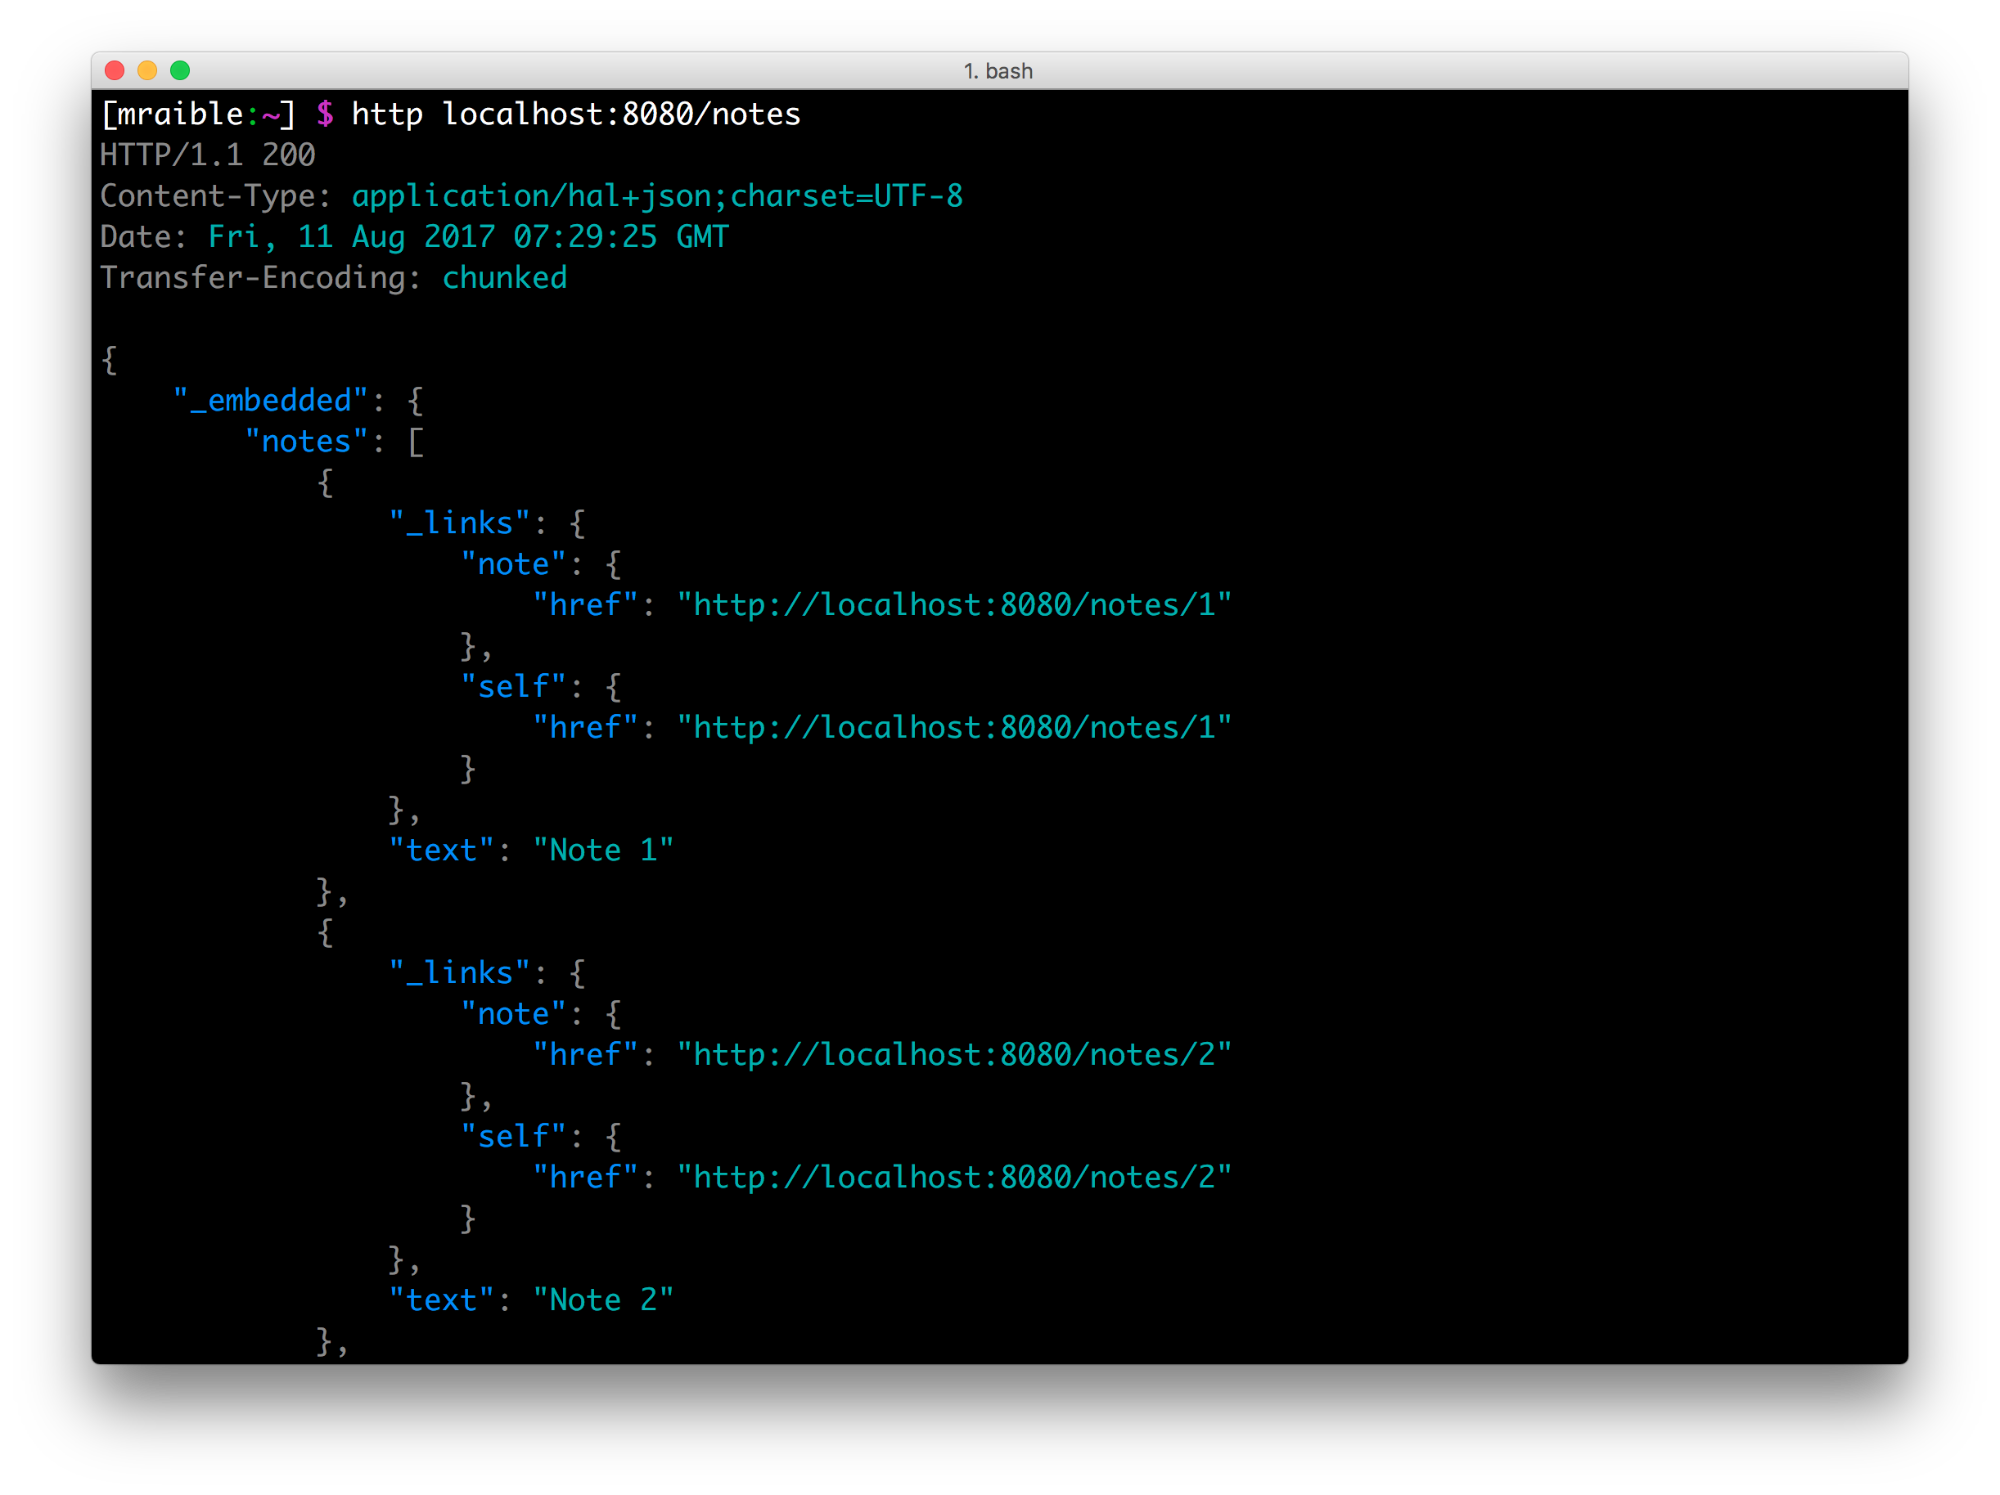 1. bash
[mraible:~] $ http localhost:8080/notes
HTTP/1.1 200
Content-Type: application/hal+json;charset=UTF-8
Date: Fri, 11 Aug 2017 07:29:25 GMT
Transfer-Encoding: chunked

{
    "_embedded": {
        "notes": [
            {
                "_links": {
                    "note": {
                        "href": "http://localhost:8080/notes/1"
                    },
                    "self": {
                        "href": "http://localhost:8080/notes/1"
                    }
                },
                "text": "Note 1"
            },
            {
                "_links": {
                    "note": {
                        "href": "http://localhost:8080/notes/2"
                    },
                    "self": {
                        "href": "http://localhost:8080/notes/2"
                    }
                },
                "text": "Note 2"
            },